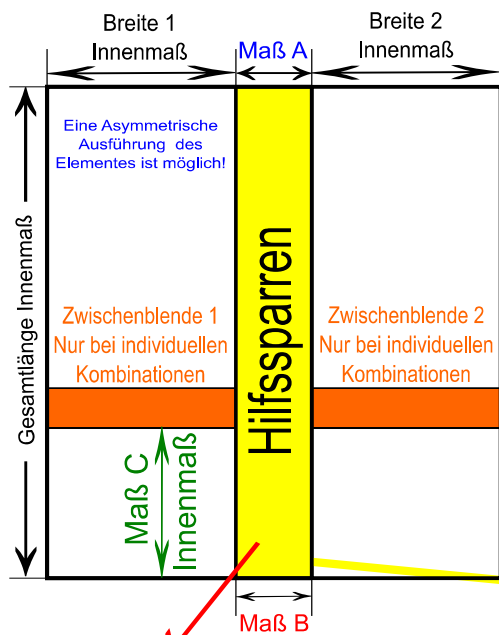 Breite 1
Innenmaß
Maß A
Breite 2
Innenmaß
Eine Asymmetrische
Ausführung des
Elementes ist möglich!
Gesamtlänge Innenmaß
Hilfssparren
Zwischenblende 1
Nur bei individuellen
Kombinationen
Zwischenblende 2
Nur bei individuellen
Kombinationen
Maß C
Innenmaß
Maß B